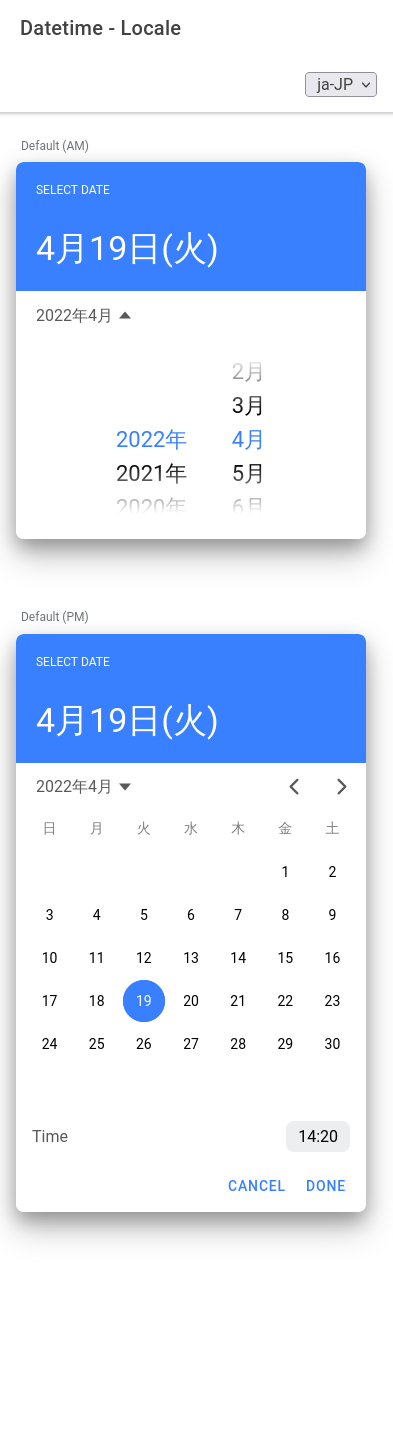 Datetime - Locale
ja-JP
Default (AM)
SELECT DATE
4月19日(火)
2022年4月
2月
3月
2022年 4月
2021年 5月
2020年 6月
Default (PM)
SELECT DATE
4月19日(火)
2022年4月
日 月 火 水 木 金 土
1 2
3 4 5 6 7 8 9
10 11 12 13 14 15 16
17 18 19 20 21 22 23
24 25 26 27 28 29 30
Time 14:20
CANCEL DONE